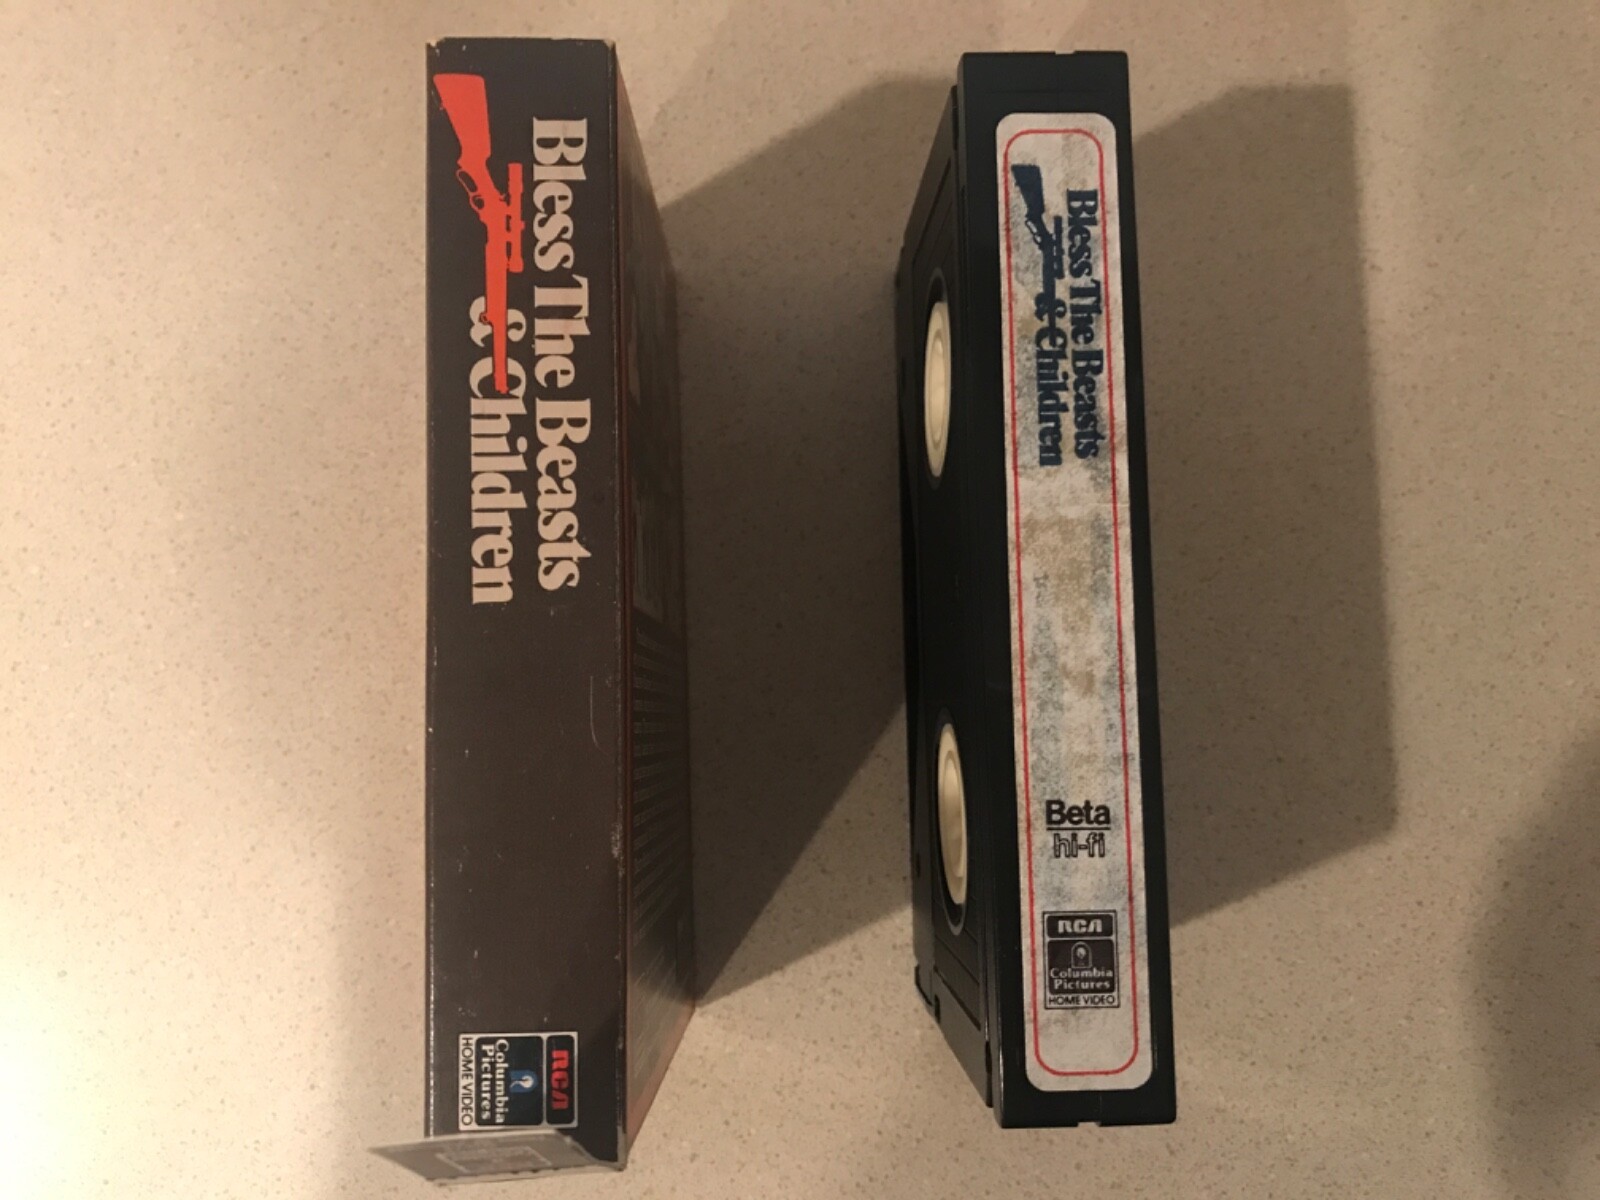 Bless The Beasts
& Children
RCA
Columbia
Pictures
HOME VIDEO
Bless The Beasts
& Children
Beta
hi-fi
RCA
Columbia
Pictures
HOME VIDEO